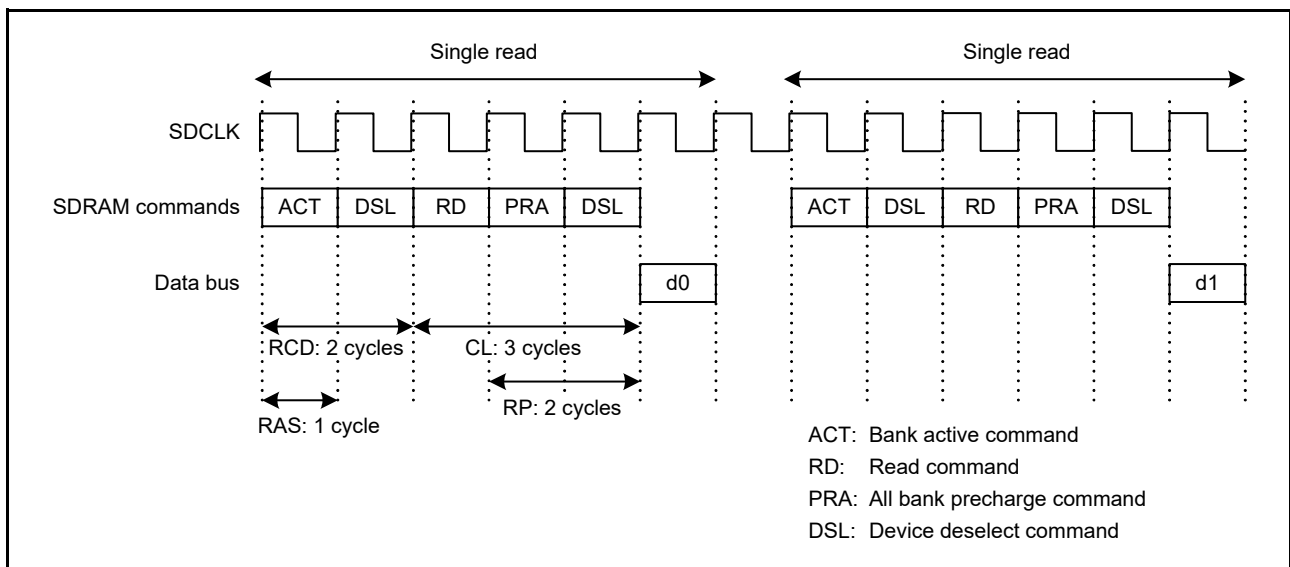 Single read Single read
SDCLK
SDRAM commands ACT DSL RD PRA DSL ACT DSL RD PRA DSL
Data bus d0 d1
RCD: 2 cycles CL: 3 cycles
RP: 2 cycles
RAS: 1 cycle
ACT: Bank active command
RD: Read command
PRA: All bank precharge command
DSL: Device deselect command